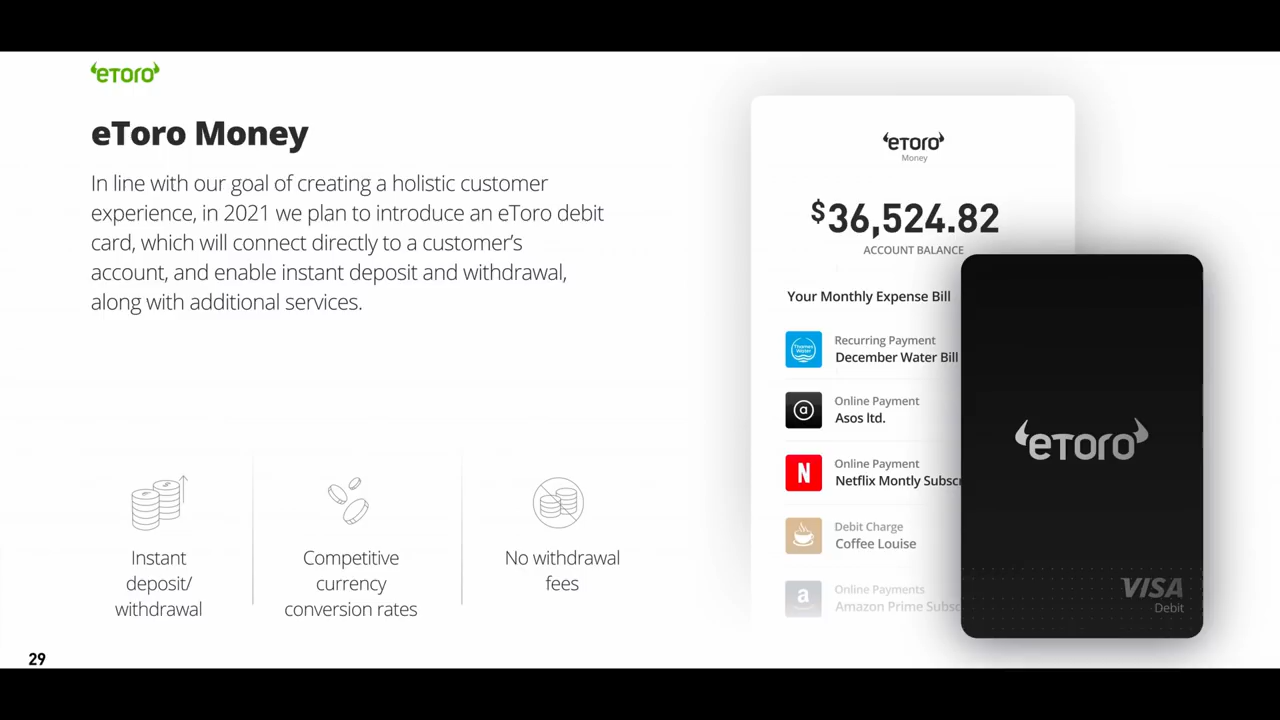 eToro
eToro Money
In line with our goal of creating a holistic customer
experience, in 2021 we plan to introduce an eToro debit
card, which will connect directly to a customer's
account, and enable instant deposit and withdrawal,
along with additional services.
Instant
deposit/
withdrawal
Competitive
currency
conversion rates
No withdrawal
fees
29
eToro
Money
$36,524.82
ACCOUNT BALANCE
Your Monthly Expense Bill
Thames
Water
Recurring Payment
December Water Bill
a
Online Payment
Asos ltd.
N
Online Payment
Netflix Montly Subscr
Debit Charge
Coffee Louise
a
Online Payments
Amazon Prime Subsc
eToro
VISA
Debit